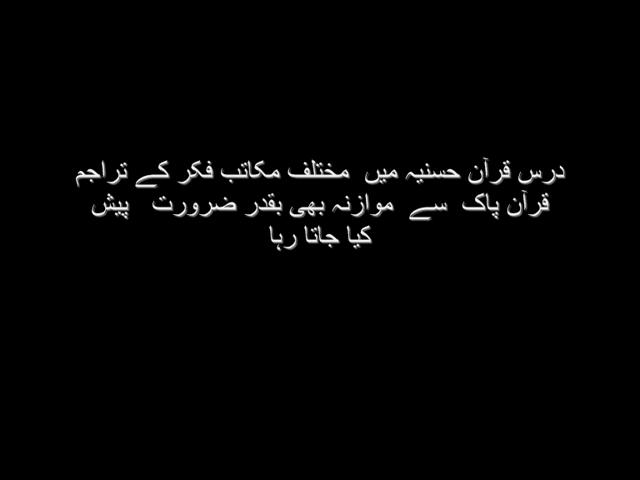 درس قرآن حسنیہ میں مختلف مکاتب فکر کے تراجم
قرآن پاک سے موازنہ بھی بقدر ضرورت پیش
کیا جاتا رہا